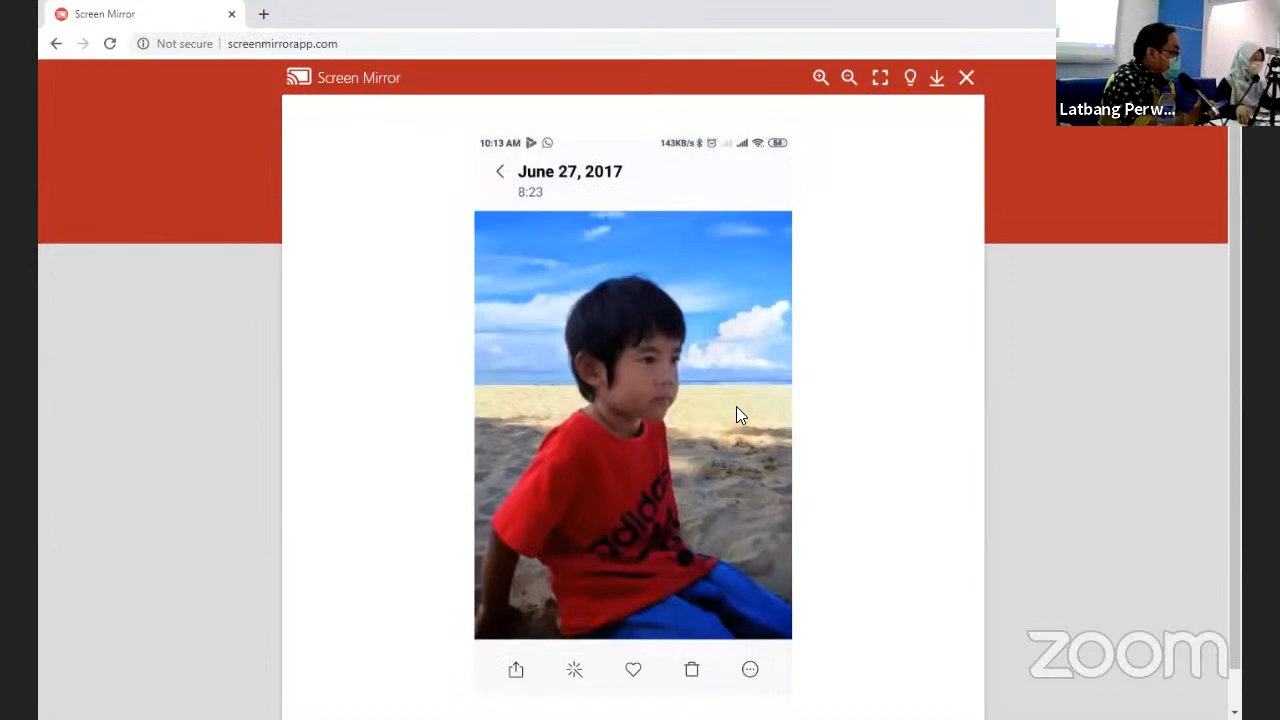 Screen Mirror
Not secure
screenmirrorapp.com
Screen Mirror
Latbang Perw...
10:13 AM
143KB/s
64
June 27, 2017
8:23
adidas
zoom